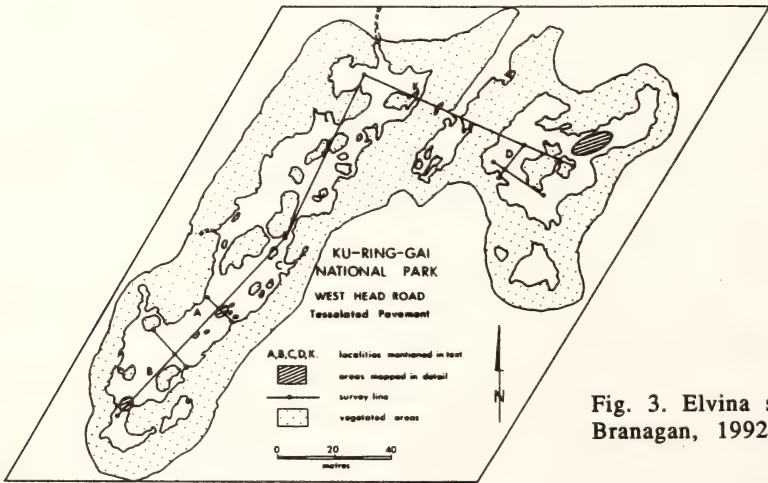 KU-RING-GAI
NATIONAL PARK
WEST HEAD ROAD
Tessolated Pavement
A,B,C,D,K. localities mentioned in text
areas mapped in detail
survey line
vegetated areas
0 20 40
metres
N
A
B
C
D
K
Fig. 3. Elvina s
Branagan, 1992